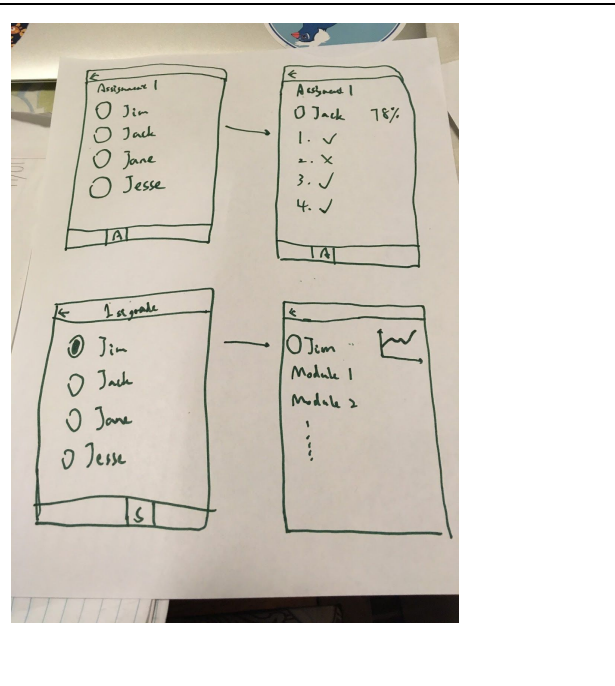 Assignment 1
Jim
Jack
Jane
Jesse
A
Assignment 1
Jack 78%
1. ✓
2. ×
3. ✓
4. ✓
A
1st grade
Jim
Jack
Jane
Jesse
S
Jim
Module 1
Module 2